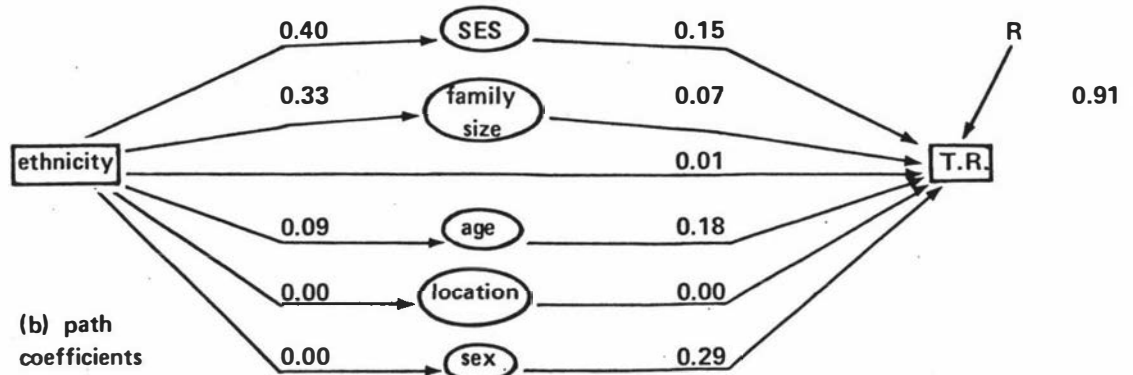 0.40 SES 0.15 R
0.33 family size 0.07 0.91
ethnicity 0.01 T.R.
0.09 age 0.18
0.00 location 0.00
(b) path
coefficients 0.00 sex 0.29